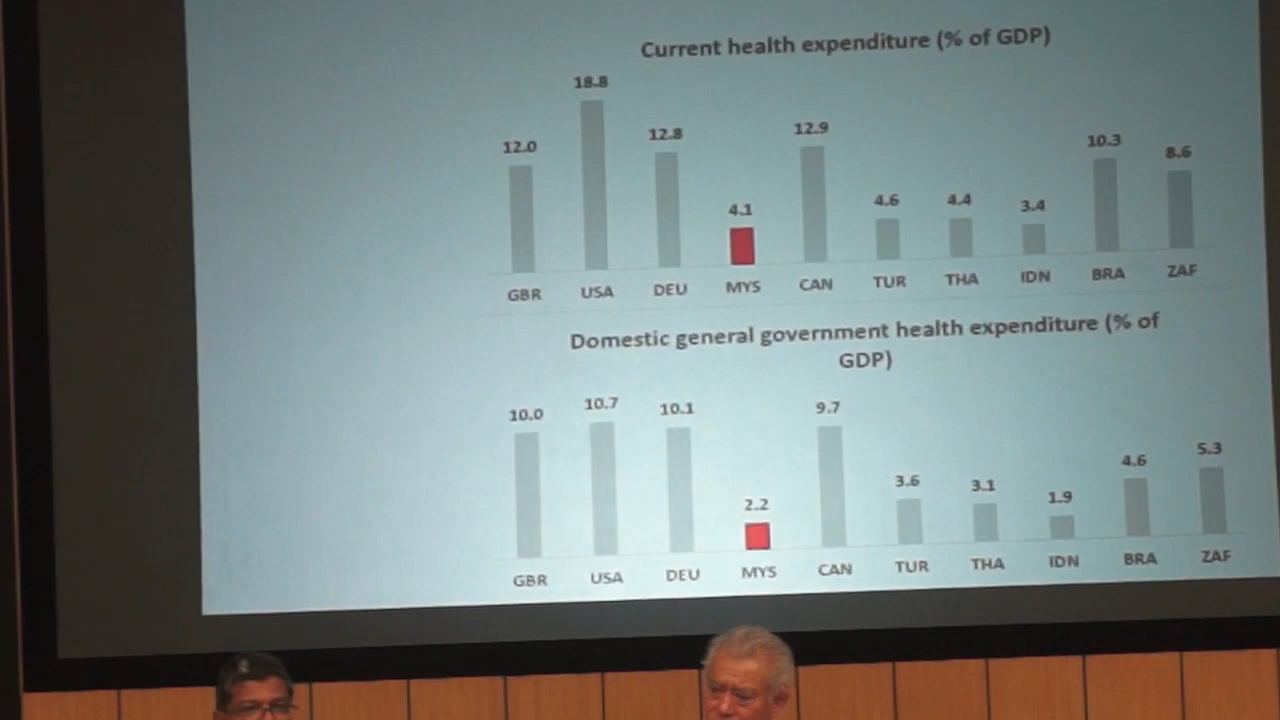 Current health expenditure (% of GDP)
12.0 18.8 12.8 4.1 12.9 4.6 4.4 3.4 10.3 8.6
GBR USA DEU MYS CAN TUR THA IDN BRA ZAF
Domestic general government health expenditure (% of
GDP)
10.0 10.7 10.1 2.2 9.7 3.6 3.1 1.9 4.6 5.3
GBR USA DEU MYS CAN TUR THA IDN BRA ZAF